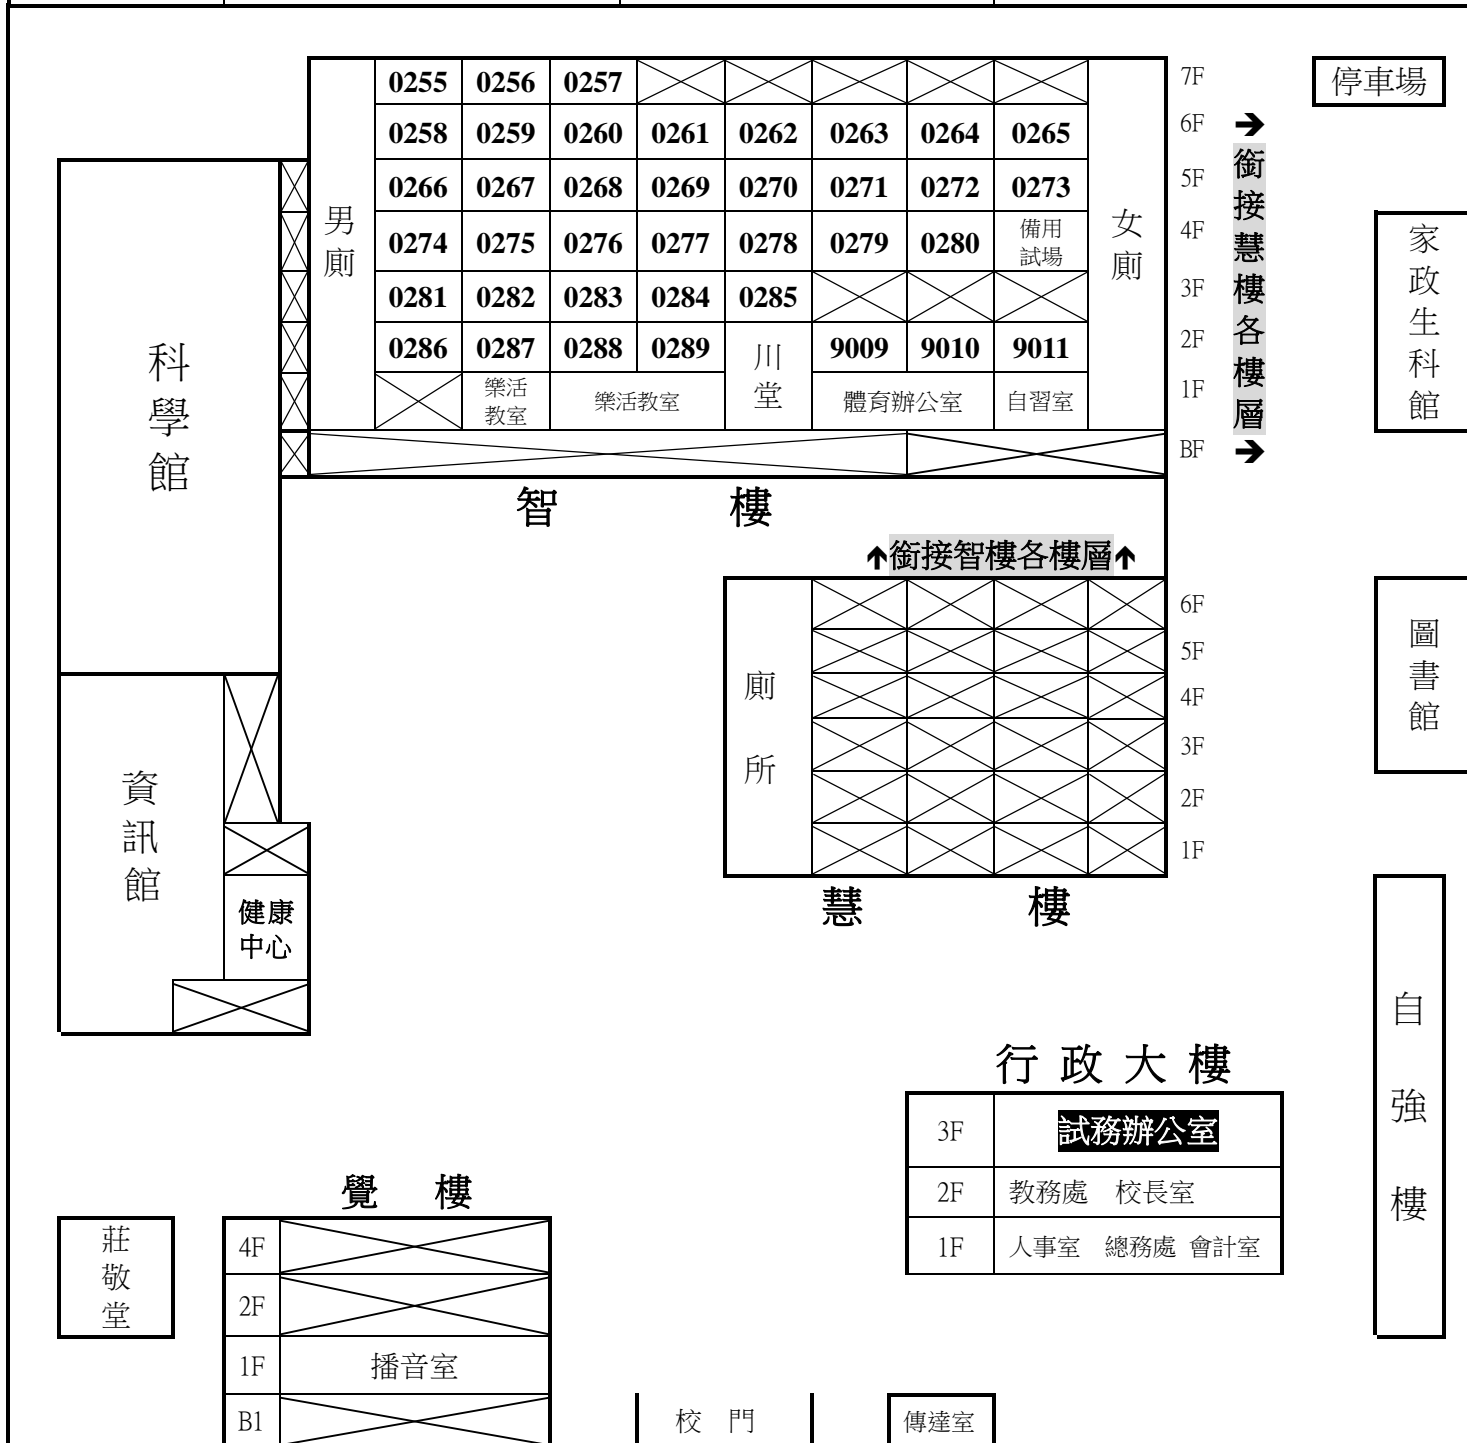 0255 0256 0257 7F 停車場
0258 0259 0260 0261 0262 0263 0264 0265 6F ➔
0266 0267 0268 0269 0270 0271 0272 0273 5F
男廁
0274 0275 0276 0277 0278 0279 0280 備用試場 4F
女廁
0281 0282 0283 0284 0285 3F
0286 0287 0288 0289 川堂 9009 9010 9011 2F
樂活教室 樂活教室 體育辦公室 自習室 1F
BF ➔
銜接慧樓各樓層
家政生科館
科學館
智 樓
🡹銜接智樓各樓層🡹
廁所
6F
5F
4F
3F
2F
1F
圖書館
慧 樓
資訊館
健康
中心
自強樓
行政大樓
3F 試務辦公室
2F 教務處 校長室
1F 人事室 總務處 會計室
覺 樓
莊敬堂
4F
2F
1F 播音室
B1
校 門
傳達室